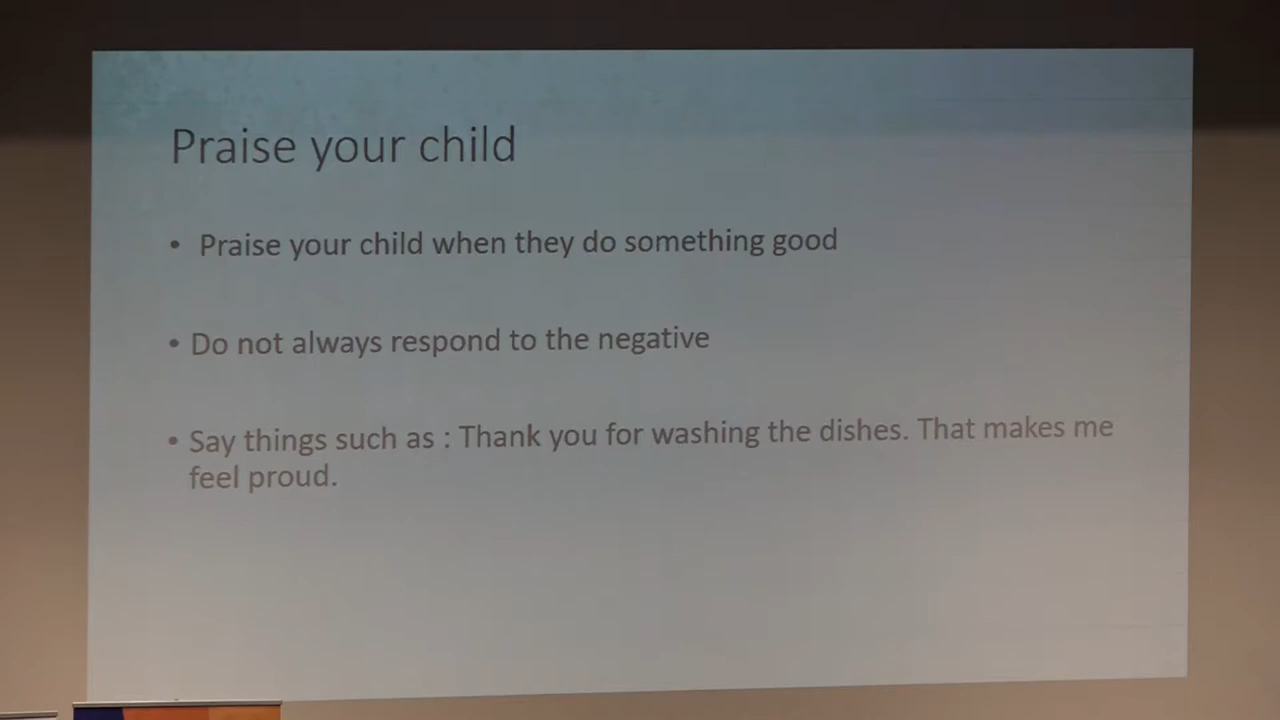 Praise your child
• Praise your child when they do something good
• Do not always respond to the negative
• Say things such as : Thank you for washing the dishes. That makes me
feel proud.